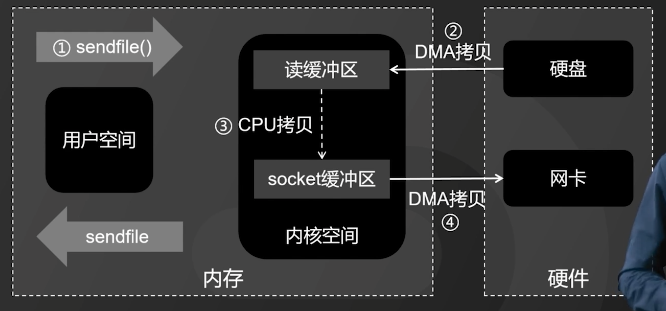 ① sendfile()
②
DMA拷贝
读缓冲区
硬盘
③ CPU拷贝
用户空间
socket缓冲区
网卡
DMA拷贝
④
sendfile
内核空间
内存
硬件